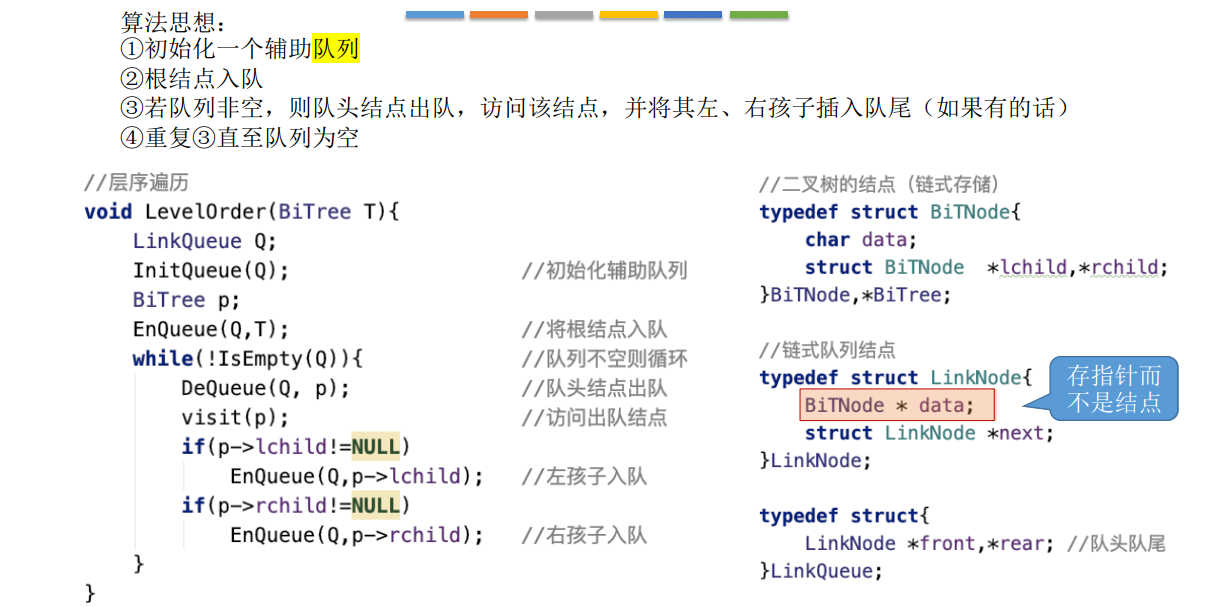 算法思想：
①初始化一个辅助队列
②根结点入队
③若队列非空，则队头结点出队，访问该结点，并将其左、右孩子插入队尾（如果有的话）
④重复③直至队列为空
//层序遍历
void LevelOrder(BiTree T){
LinkQueue Q;
InitQueue(Q); //初始化辅助队列
BiTree p;
EnQueue(Q,T); //将根结点入队
while(!IsEmpty(Q)){ //队列不空则循环
DeQueue(Q, p); //队头结点出队
visit(p); //访问出队结点
if(p->lchild!=NULL)
EnQueue(Q,p->lchild); //左孩子入队
if(p->rchild!=NULL)
EnQueue(Q,p->rchild); //右孩子入队
}
}
//二叉树的结点（链式存储）
typedef struct BiTNode{
char data;
struct BiTNode *lchild,*rchild;
}BiTNode,*BiTree;
//链式队列结点
typedef struct LinkNode{
BiTNode * data;
struct LinkNode *next;
}LinkNode;
存指针而
不是结点
typedef struct{
LinkNode *front,*rear; //队头队尾
}LinkQueue;